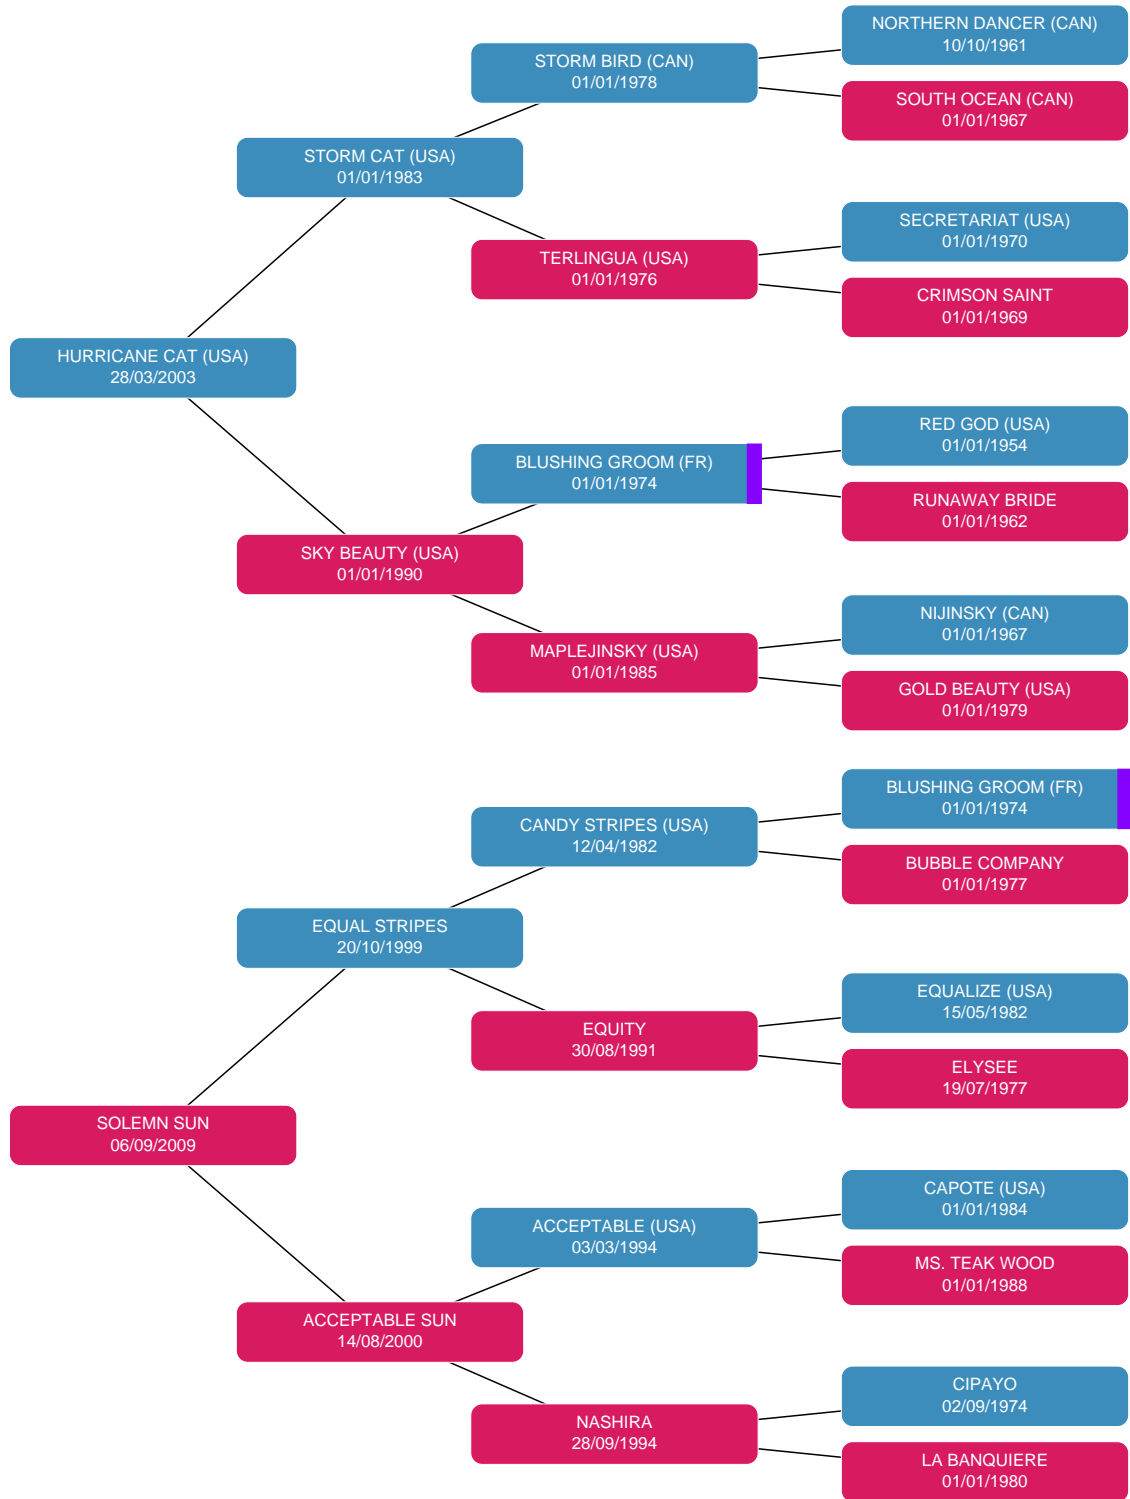 NORTHERN DANCER (CAN)
10/10/1961
STORM BIRD (CAN)
01/01/1978
SOUTH OCEAN (CAN)
01/01/1967
STORM CAT (USA)
01/01/1983
SECRETARIAT (USA)
01/01/1970
TERLINGUA (USA)
01/01/1976
CRIMSON SAINT
01/01/1969
HURRICANE CAT (USA)
28/03/2003
RED GOD (USA)
01/01/1954
BLUSHING GROOM (FR)
01/01/1974
RUNAWAY BRIDE
01/01/1962
SKY BEAUTY (USA)
01/01/1990
NIJINSKY (CAN)
01/01/1967
MAPLEJINSKY (USA)
01/01/1985
GOLD BEAUTY (USA)
01/01/1979
BLUSHING GROOM (FR)
01/01/1974
CANDY STRIPES (USA)
12/04/1982
BUBBLE COMPANY
01/01/1977
EQUAL STRIPES
20/10/1999
EQUALIZE (USA)
15/05/1982
EQUITY
30/08/1991
ELYSEE
19/07/1977
SOLEMN SUN
06/09/2009
CAPOTE (USA)
01/01/1984
ACCEPTABLE (USA)
03/03/1994
MS. TEAK WOOD
01/01/1988
ACCEPTABLE SUN
14/08/2000
CIPAYO
02/09/1974
NASHIRA
28/09/1994
LA BANQUIERE
01/01/1980